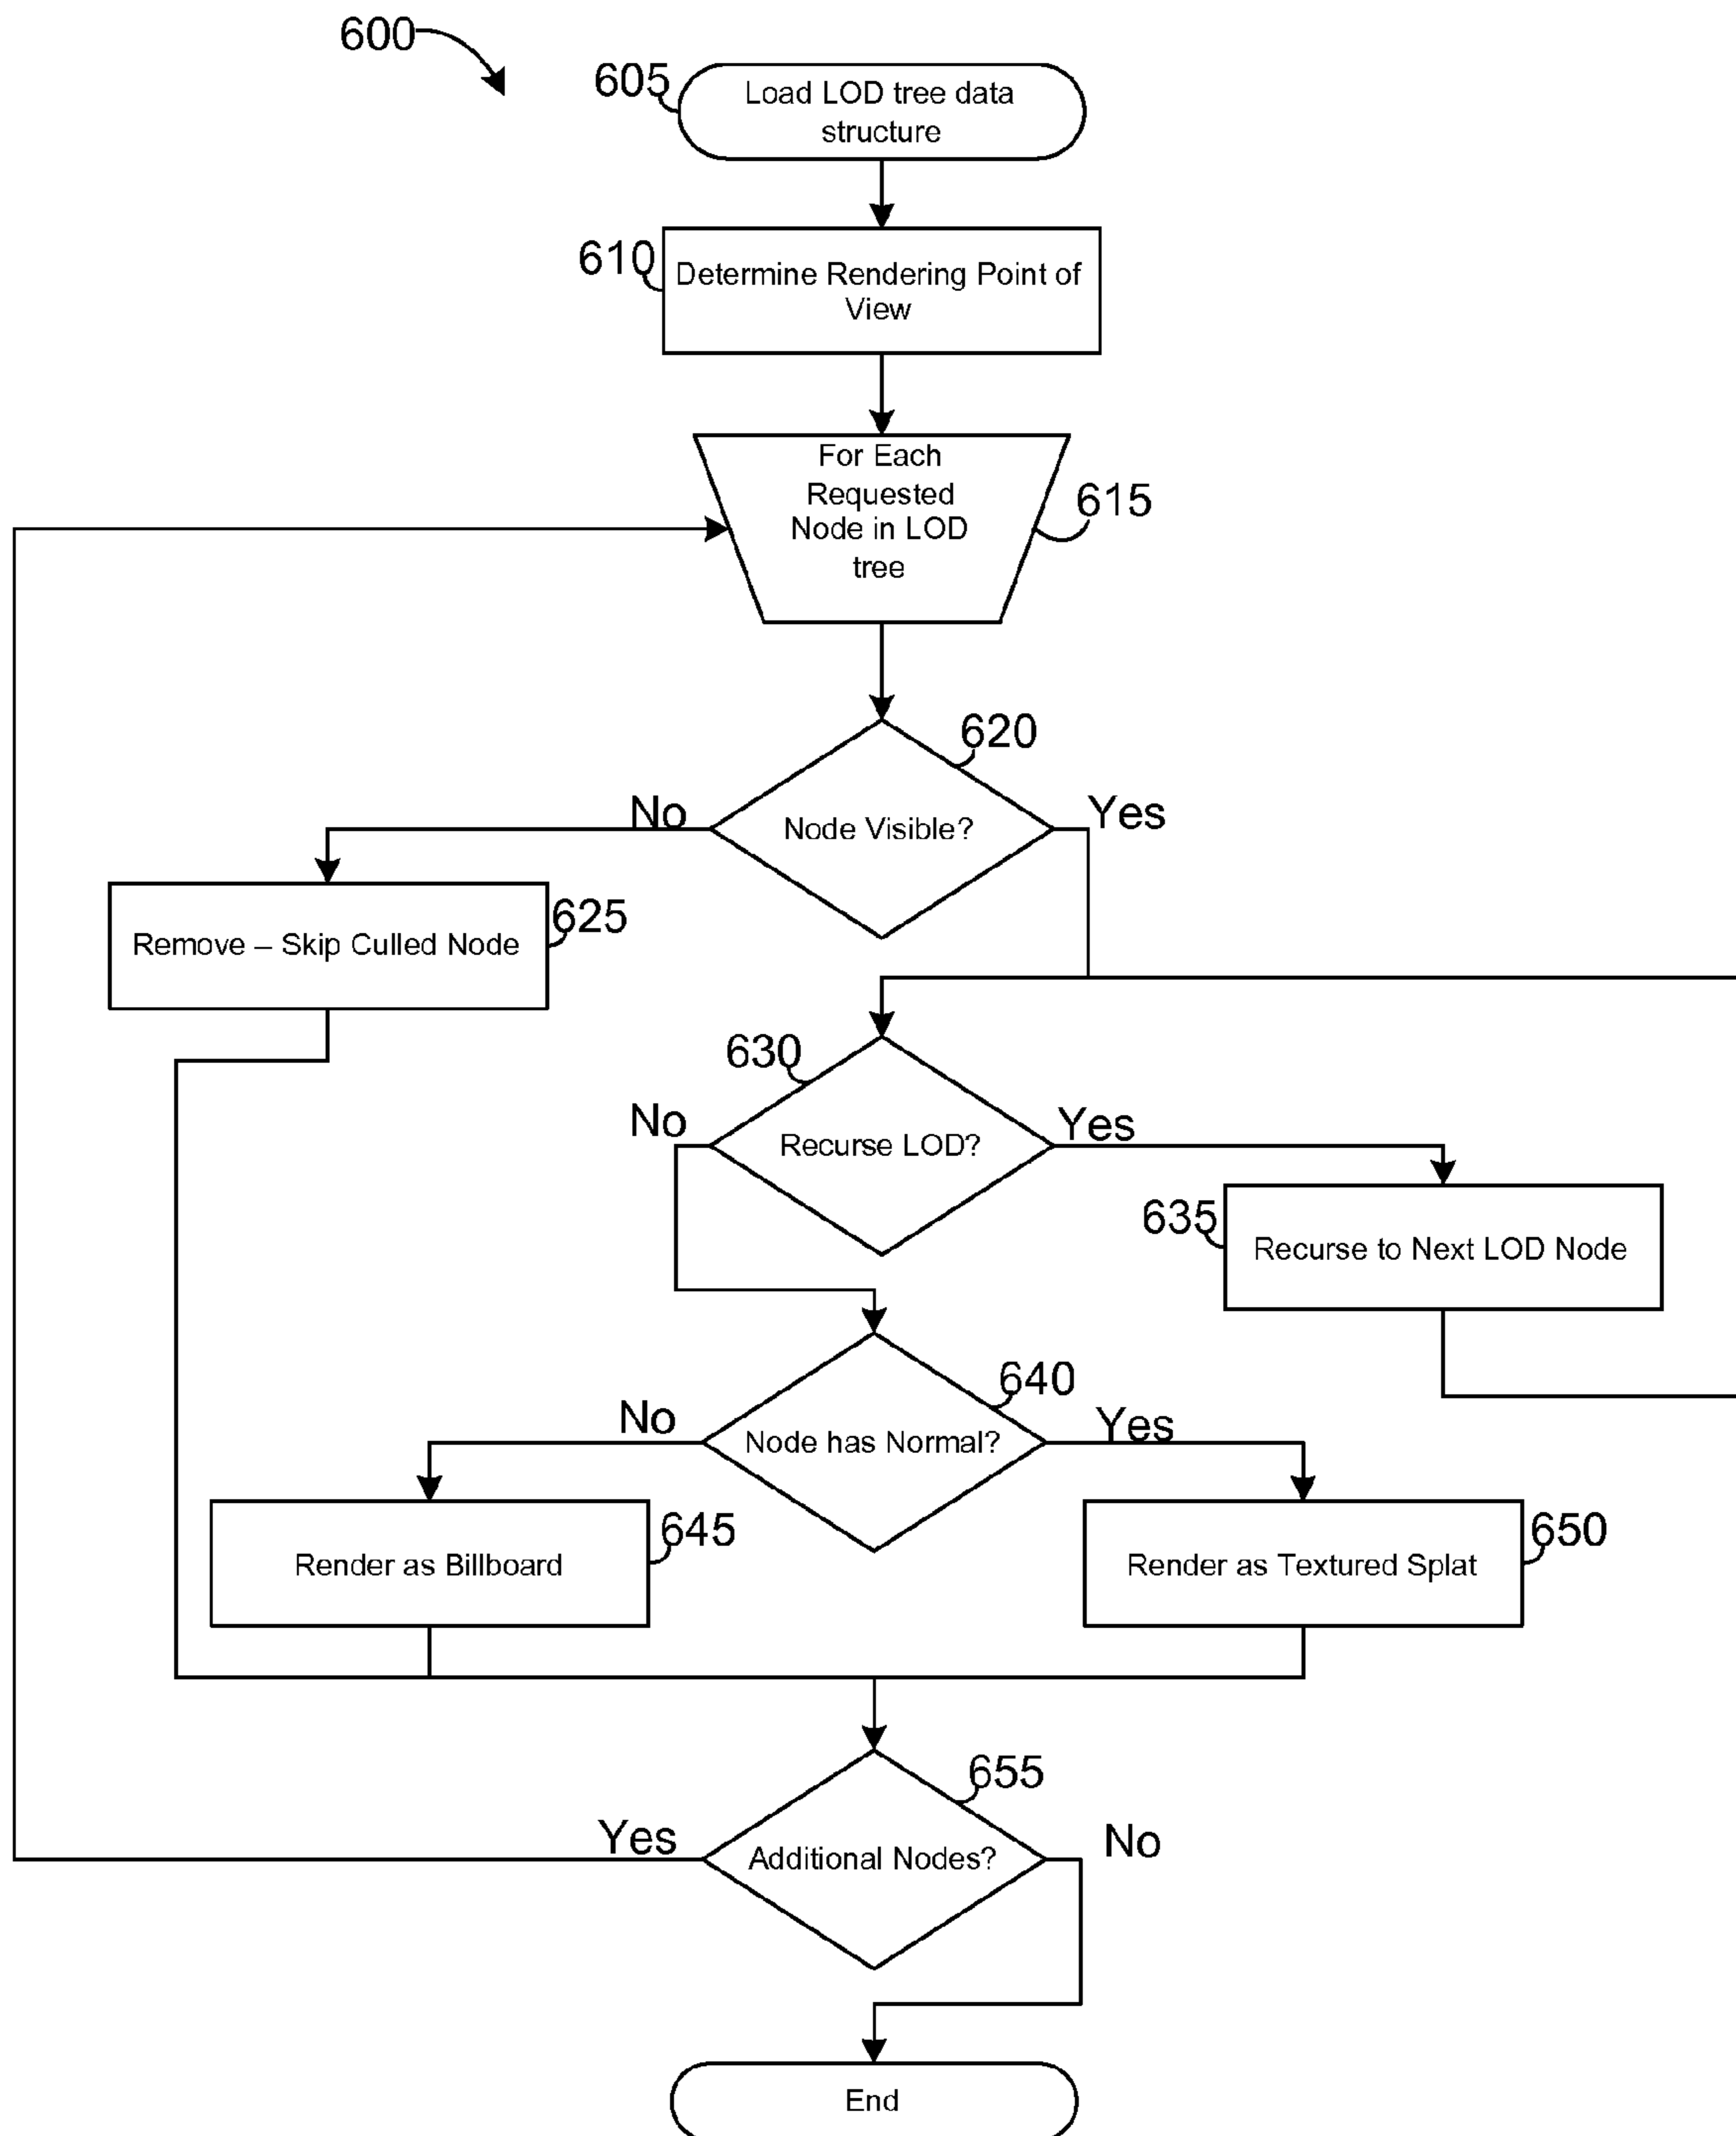 600
605
Load LOD tree data
structure
610
Determine Rendering Point of
View
For Each
Requested
Node in LOD
tree
615
620
No
Node Visible?
Yes
Remove – Skip Culled Node
625
630
No
Recurse LOD?
Yes
635
Recurse to Next LOD Node
640
No
Node has Normal?
Yes
Render as Billboard
645
Render as Textured Splat
650
655
Yes
Additional Nodes?
No
End